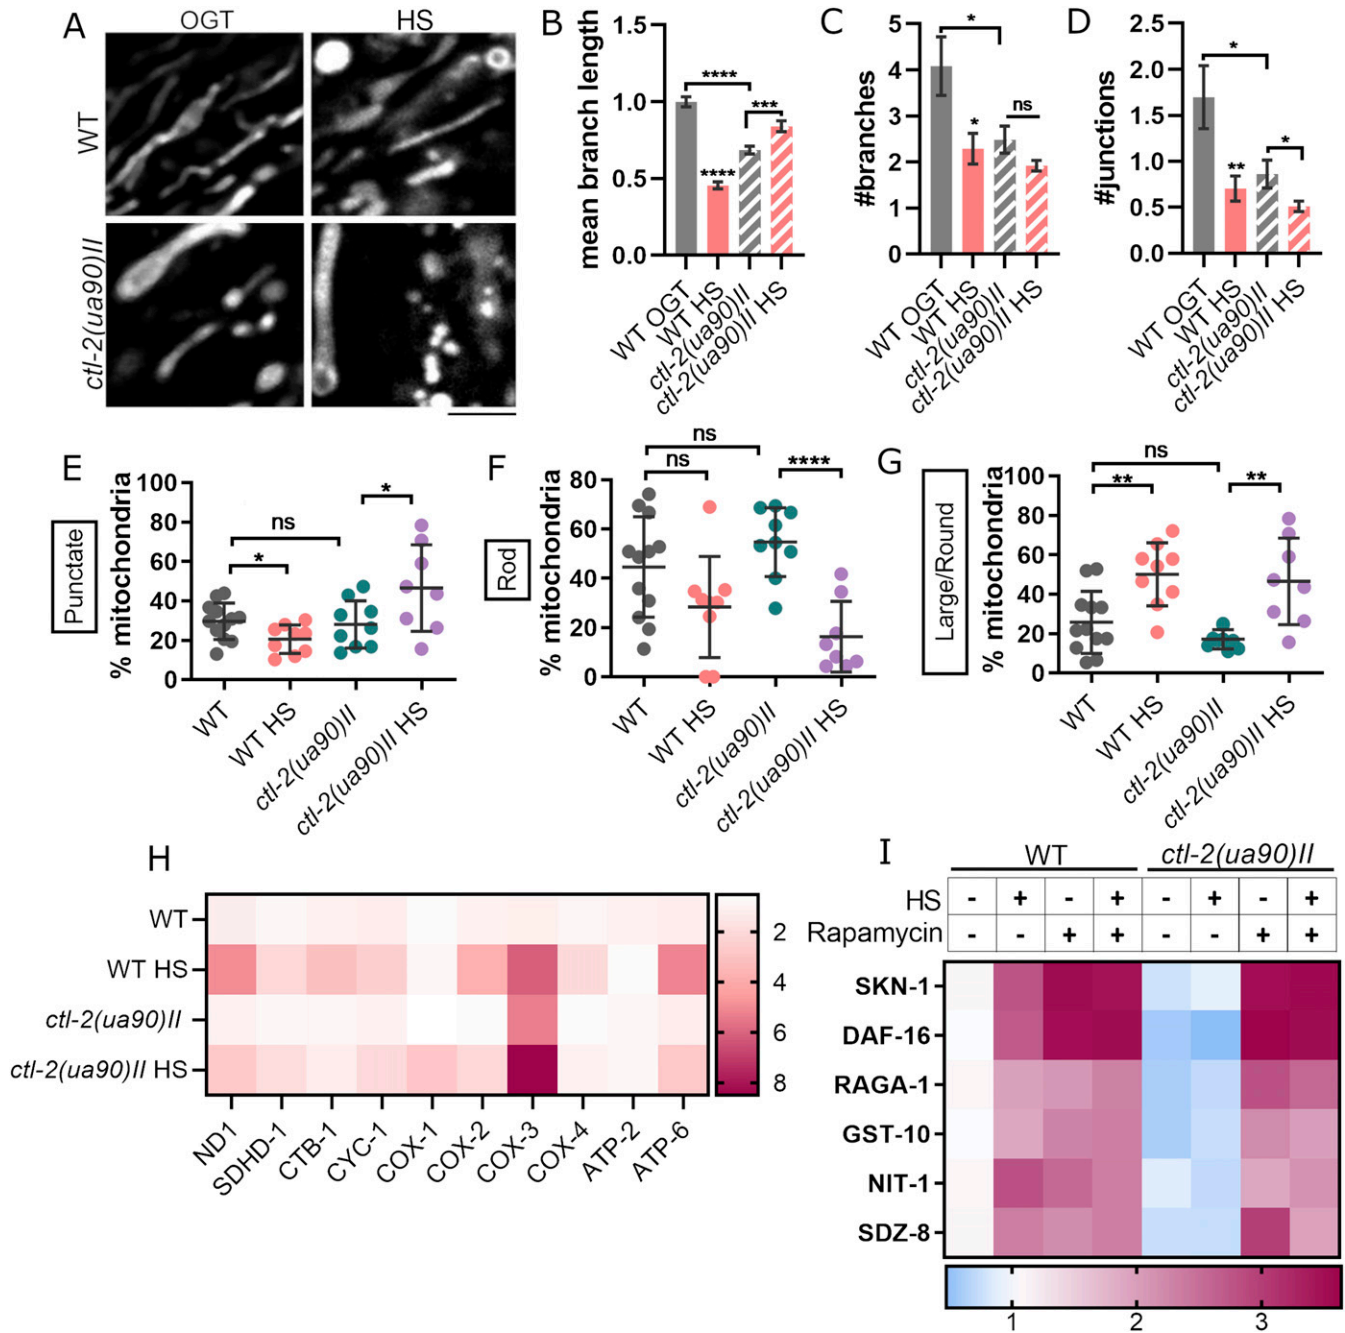 A
OGT
HS
WT
ctl-2(ua90)II
B
mean branch length
1.5
1.0
0.5
0.0
****
****
***
WT OGT
WT HS
ctl-2(ua90)II
ctl-2(ua90)II HS
C
#branches
5
4
3
2
1
0
*
*
ns
WT OGT
WT HS
ctl-2(ua90)II
ctl-2(ua90)II HS
D
#junctions
2.5
2.0
1.5
1.0
0.5
0.0
*
**
*
WT OGT
WT HS
ctl-2(ua90)II
ctl-2(ua90)II HS
E
Punctate
% mitochondria
100
80
60
40
20
0
*
ns
*
WT
WT HS
ctl-2(ua90)II
ctl-2(ua90)II HS
F
Rod
% mitochondria
80
60
40
20
0
ns
ns
****
WT
WT HS
ctl-2(ua90)II
ctl-2(ua90)II HS
G
Large/Round
% mitochondria
100
80
60
40
20
0
ns
**
**
WT
WT HS
ctl-2(ua90)II
ctl-2(ua90)II HS
H
WT
WT HS
ctl-2(ua90)II
ctl-2(ua90)II HS
ND1
SDHD-1
CTB-1
CYC-1
COX-1
COX-2
COX-3
COX-4
ATP-2
ATP-6
2
4
6
8
I
WT ctl-2(ua90)II
HS - + - + - + - +
Rapamycin - - + + - - + +
SKN-1
DAF-16
RAGA-1
GST-10
NIT-1
SDZ-8
1 2 3